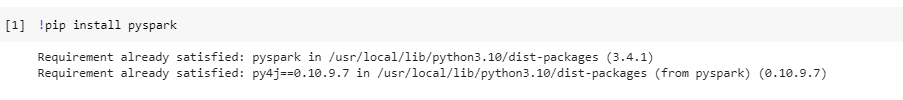 [1] !pip install pyspark
Requirement already satisfied: pyspark in /usr/local/lib/python3.10/dist-packages (3.4.1)
Requirement already satisfied: py4j==0.10.9.7 in /usr/local/lib/python3.10/dist-packages (from pyspark) (0.10.9.7)